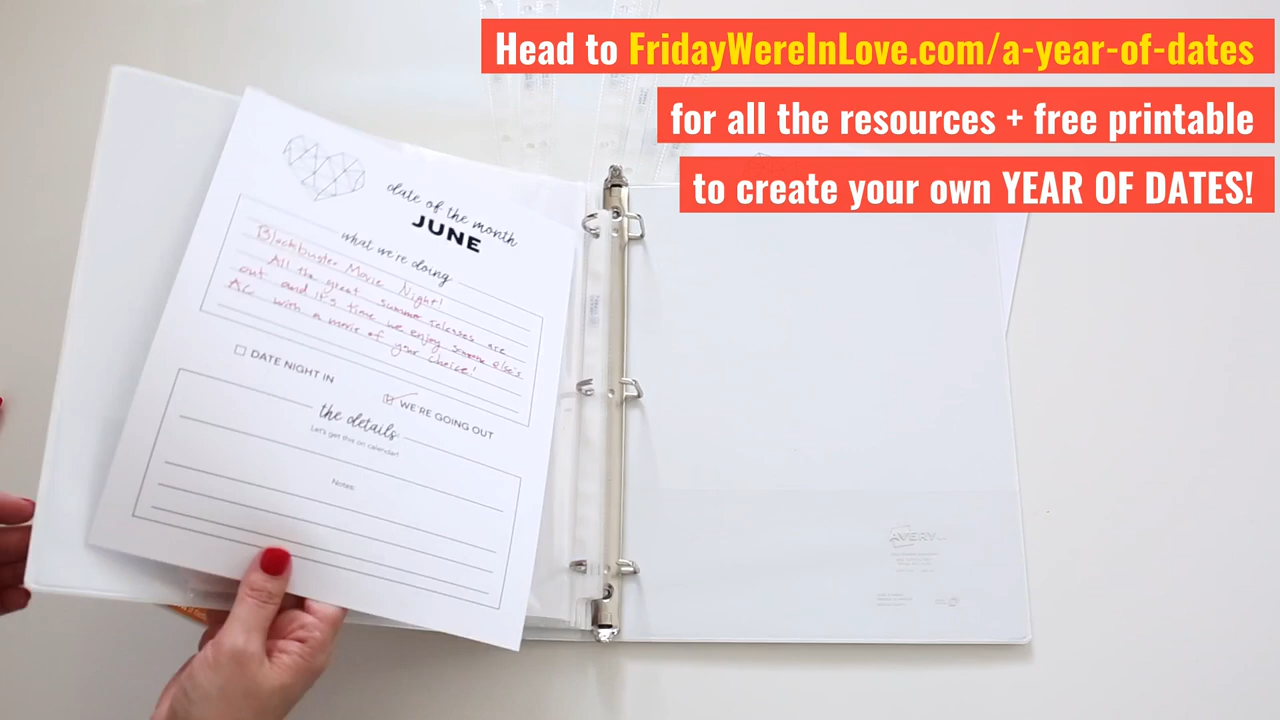 Head to FridayWereInLove.com/a-year-of-dates
for all the resources + free printable
to create your own YEAR OF DATES!
date of the month
JUNE
what we're doing
Blockbuster Movie Night!
All the great summer releases are
out and it's time we enjoy someone else's
AC with a movie of your choice!
DATE NIGHT IN
WE'RE GOING OUT
the details
Let's get this on calendar!
Notes:
AVERY